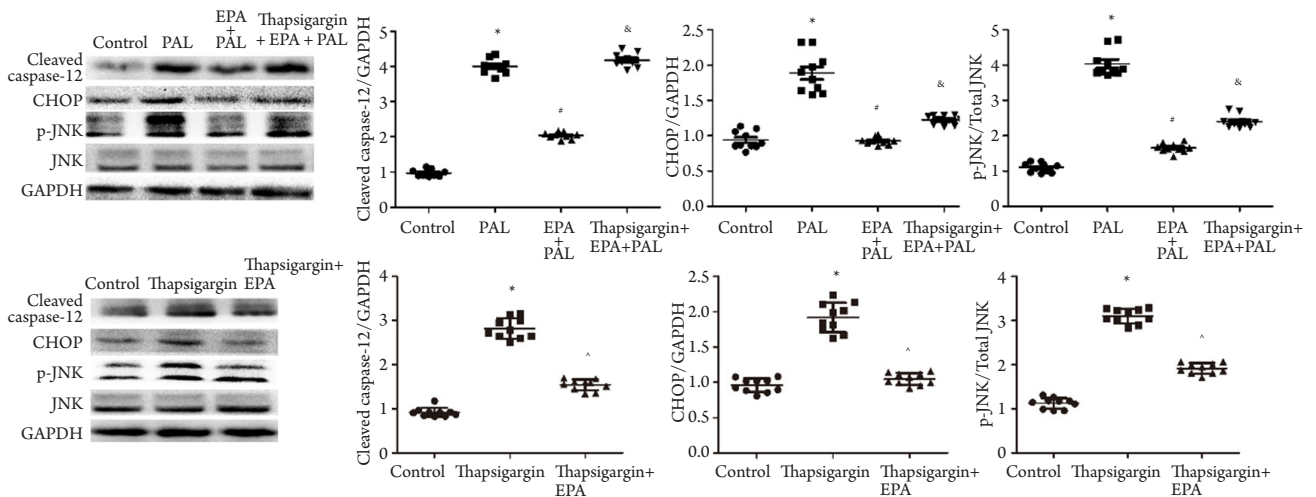 Control PAL EPA + PAL Thapsigargin + EPA + PAL
Cleaved caspase-12
CHOP
p-JNK
JNK
GAPDH
Cleaved caspase-12/GAPDH
5
4
3
2
1
0
*
#
&
Control PAL EPA + PAL Thapsigargin+ EPA+PAL
CHOP/GAPDH
2.5
2.0
1.5
1.0
0.5
0.0
*
#
&
Control PAL EPA + PAL Thapsigargin+ EPA+PAL
p-JNK/Total JNK
5
4
3
2
1
0
*
#
&
Control PAL EPA + PAL Thapsigargin+ EPA+PAL
Control Thapsigargin Thapsigargin+ EPA
Cleaved caspase-12
CHOP
p-JNK
JNK
GAPDH
Cleaved caspase-12/GAPDH
4
3
2
1
0
*
^
Control Thapsigargin Thapsigargin+ EPA
CHOP/GAPDH
2.5
2.0
1.5
1.0
0.5
0.0
*
^
Control Thapsigargin Thapsigargin+ EPA
p-JNK/Total JNK
4
3
2
1
0
*
^
Control Thapsigargin Thapsigargin+ EPA